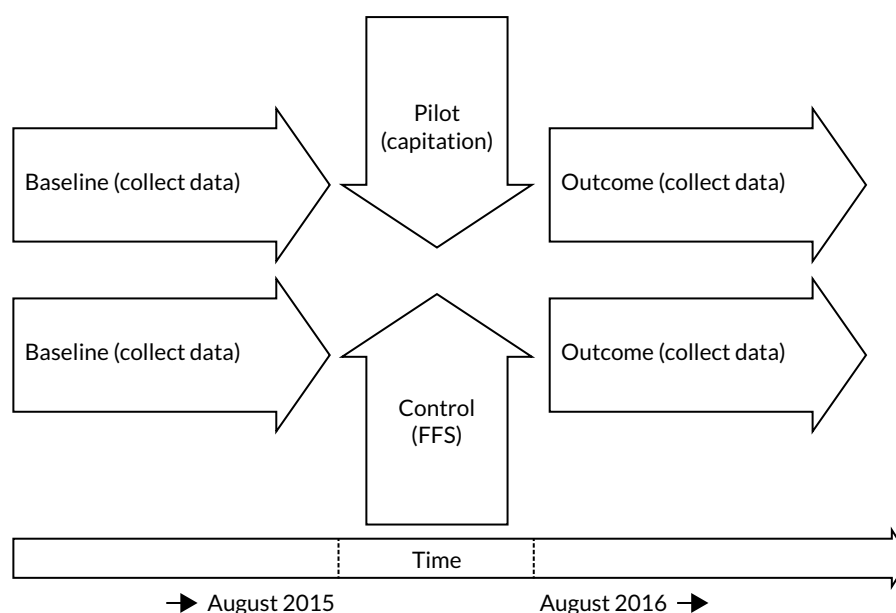 Pilot
(capitation)
Baseline (collect data)
Outcome (collect data)
Baseline (collect data)
Outcome (collect data)
Control
(FFS)
Time
August 2015
August 2016